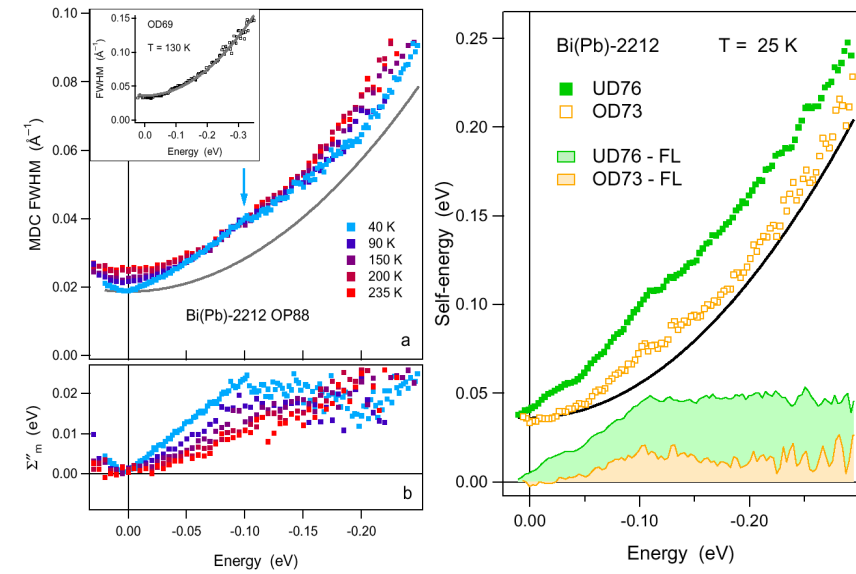 0.10
0.08
0.06
0.04
0.02
0.00
MDC FWHM (Å⁻¹)
0.15
0.10
0.05
0.00
FWHM (Å⁻¹)
OD69
T = 130 K
0.0 -0.1 -0.2 -0.3
Energy (eV)
40 K
90 K
150 K
200 K
235 K
Bi(Pb)-2212 OP88
a
0.02
0.01
0.00
Σ″m (eV)
b
0.00 -0.05 -0.10 -0.15 -0.20
Energy (eV)
0.25
0.20
0.15
0.10
0.05
0.00
Self-energy (eV)
Bi(Pb)-2212 T = 25 K
UD76
OD73
UD76 - FL
OD73 - FL
0.00 -0.10 -0.20
Energy (eV)